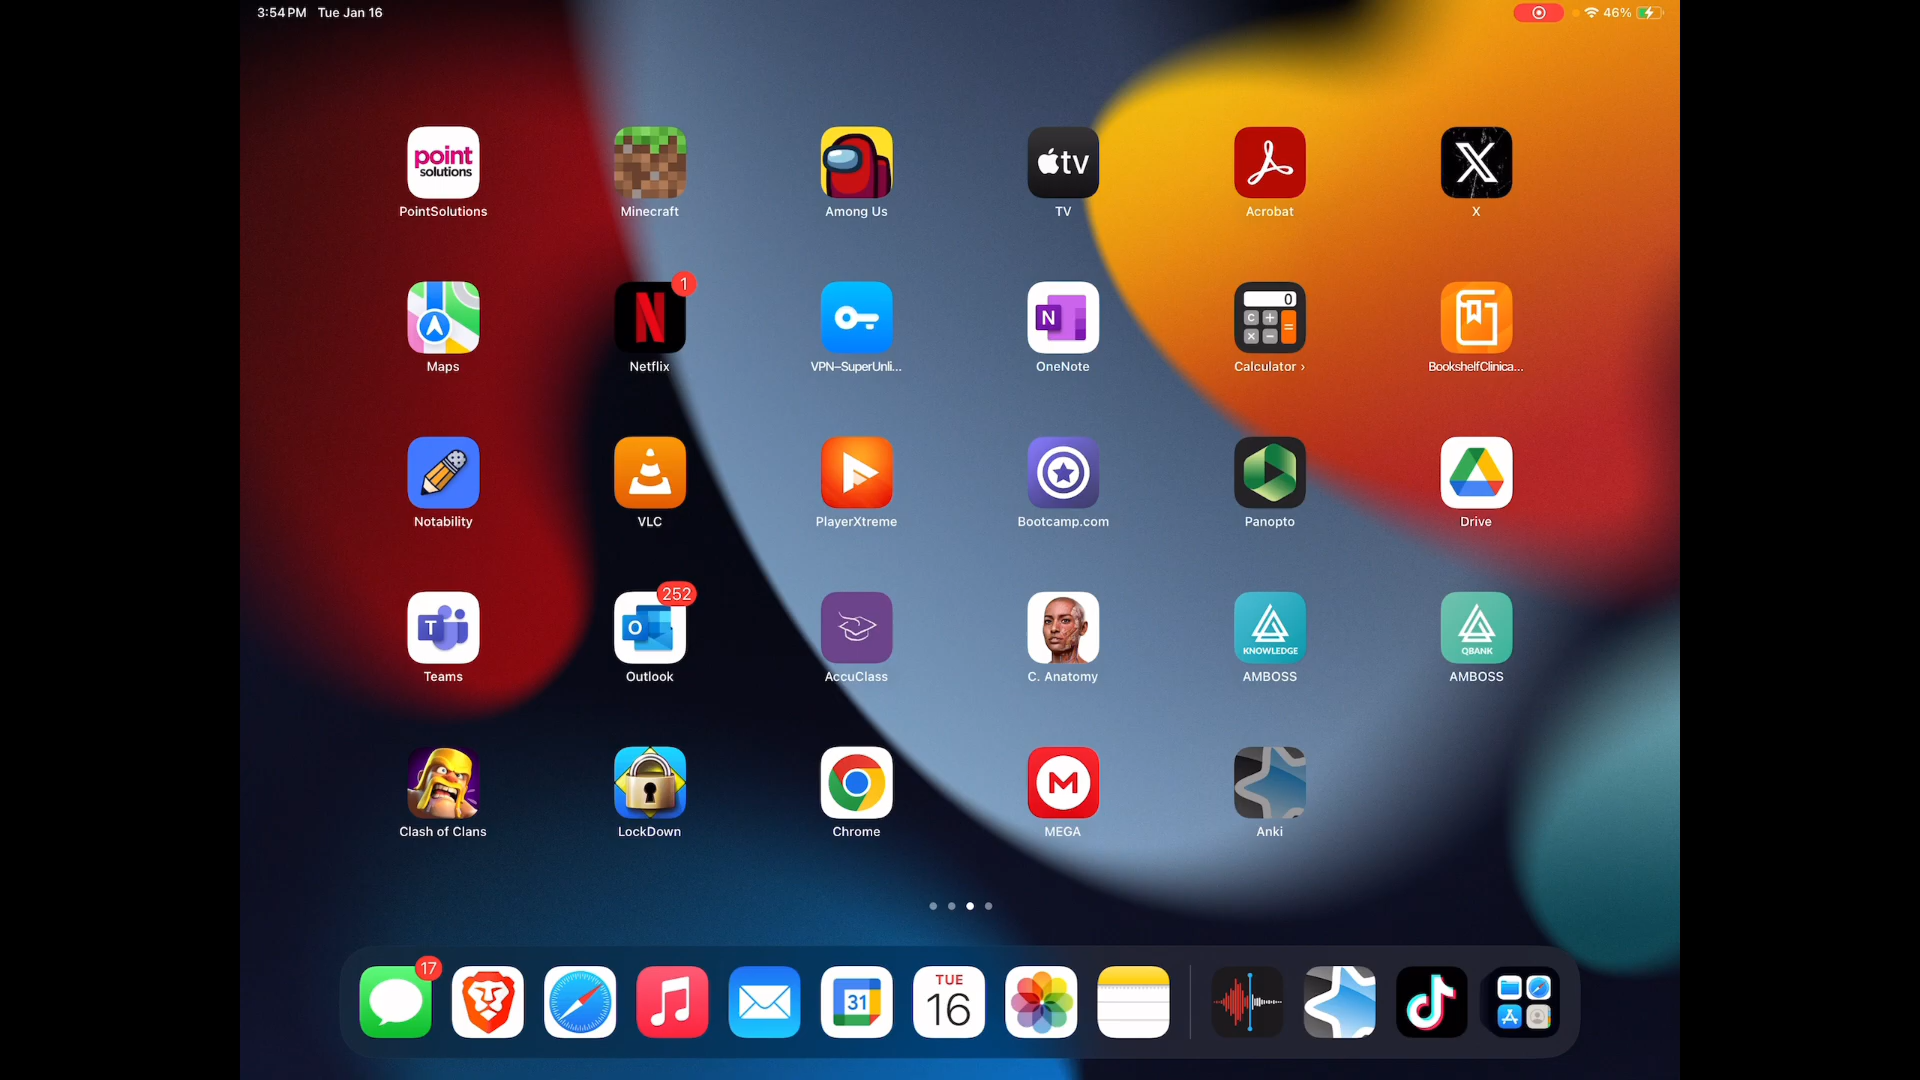 3:54 PM Tue Jan 16
46%
point
solutions
tv
PointSolutions
Minecraft
Among Us
TV
Acrobat
X
1
N
N
0
Maps
Netflix
VPN–SuperUnli...
OneNote
Calculator ›
BookshelfClinica...
Notability
VLC
PlayerXtreme
Bootcamp.com
Panopto
Drive
252
T
O
KNOWLEDGE
QBANK
Teams
Outlook
AccuClass
C. Anatomy
AMBOSS
AMBOSS
M
Clash of Clans
LockDown
Chrome
MEGA
Anki
17
31
TUE
16